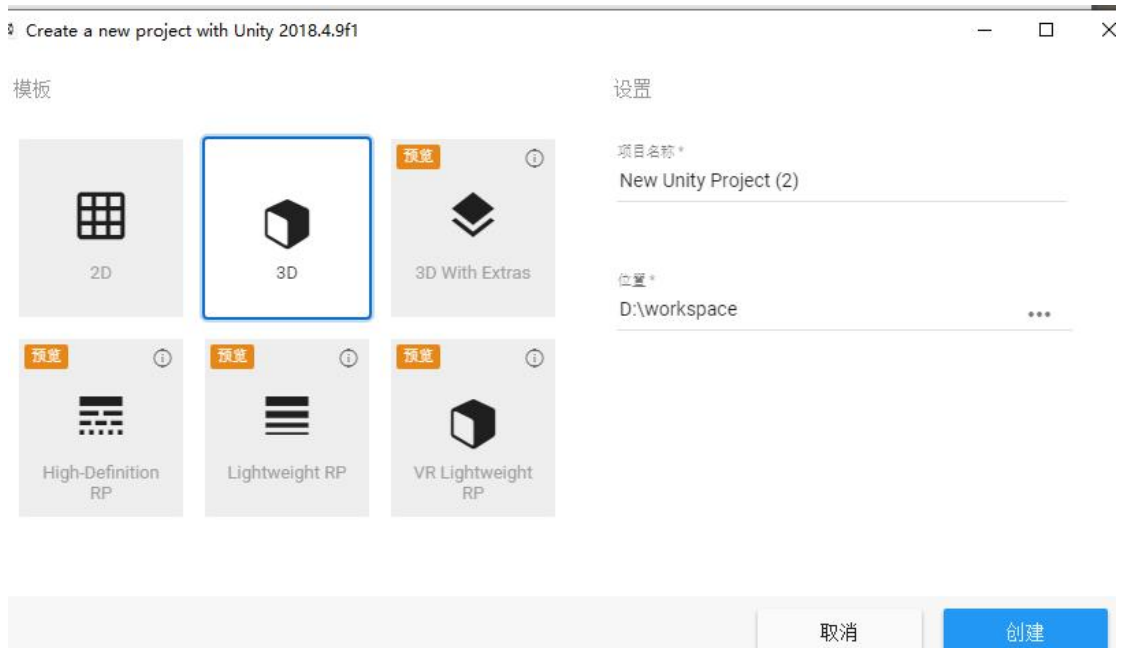 Create a new project with Unity 2018.4.9f1
模板
2D
3D
预览
3D With Extras
预览
High-Definition
RP
预览
Lightweight RP
预览
VR Lightweight
RP
设置
项目名称*
New Unity Project (2)
位置*
D:\workspace
取消
创建